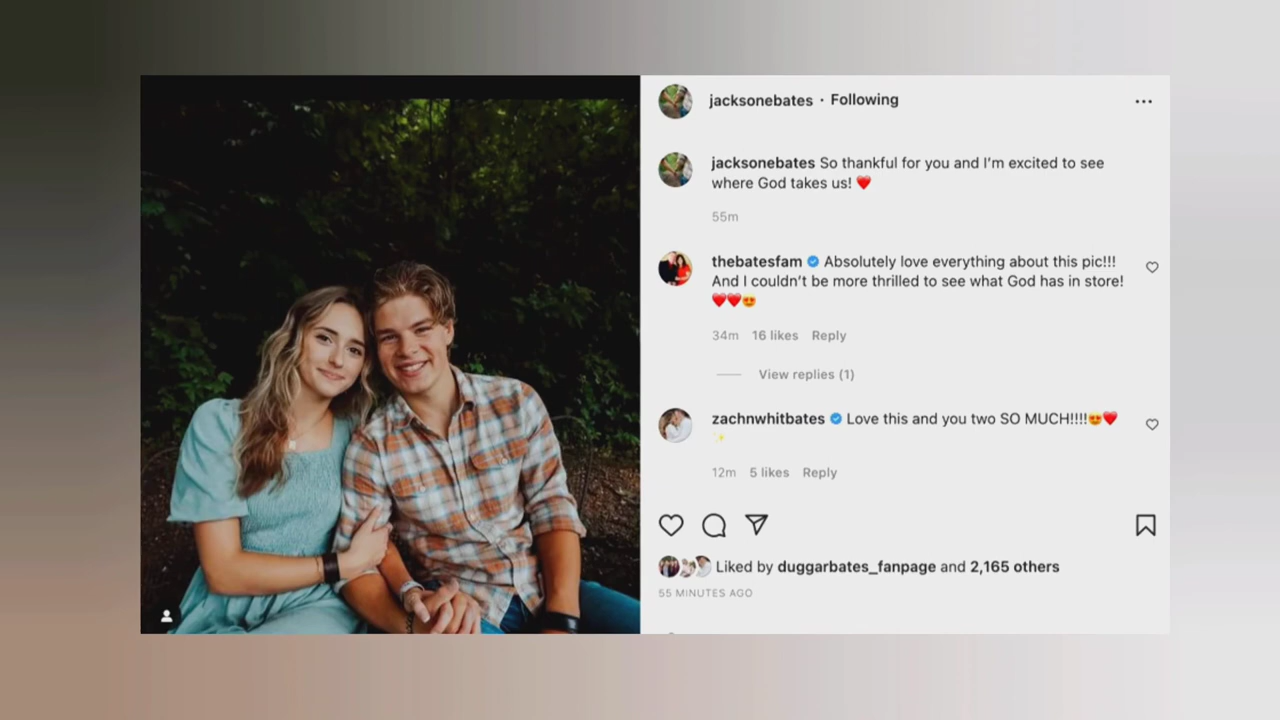 jacksonebates · Following
jacksonebates So thankful for you and I'm excited to see
where God takes us! ❤️
55m
thebatesfam Absolutely love everything about this pic!!!
And I couldn't be more thrilled to see what God has in store!
❤️❤️😍
34m 16 likes Reply
View replies (1)
zachnwhitbates Love this and you two SO MUCH!!!!😍❤️
✨
12m 5 likes Reply
Liked by duggarbates_fanpage and 2,165 others
55 MINUTES AGO